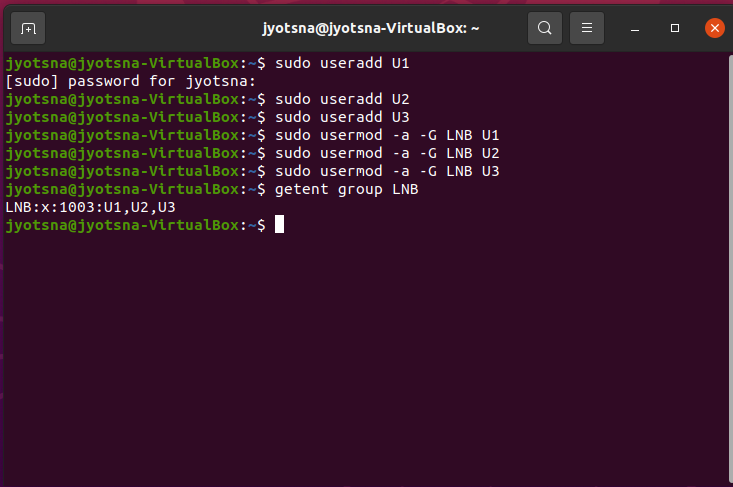 jyotsna@jyotsna-VirtualBox: ~
jyotsna@jyotsna-VirtualBox:~$ sudo useradd U1
[sudo] password for jyotsna:
jyotsna@jyotsna-VirtualBox:~$ sudo useradd U2
jyotsna@jyotsna-VirtualBox:~$ sudo useradd U3
jyotsna@jyotsna-VirtualBox:~$ sudo usermod -a -G LNB U1
jyotsna@jyotsna-VirtualBox:~$ sudo usermod -a -G LNB U2
jyotsna@jyotsna-VirtualBox:~$ sudo usermod -a -G LNB U3
jyotsna@jyotsna-VirtualBox:~$ getent group LNB
LNB:x:1003:U1,U2,U3
jyotsna@jyotsna-VirtualBox:~$